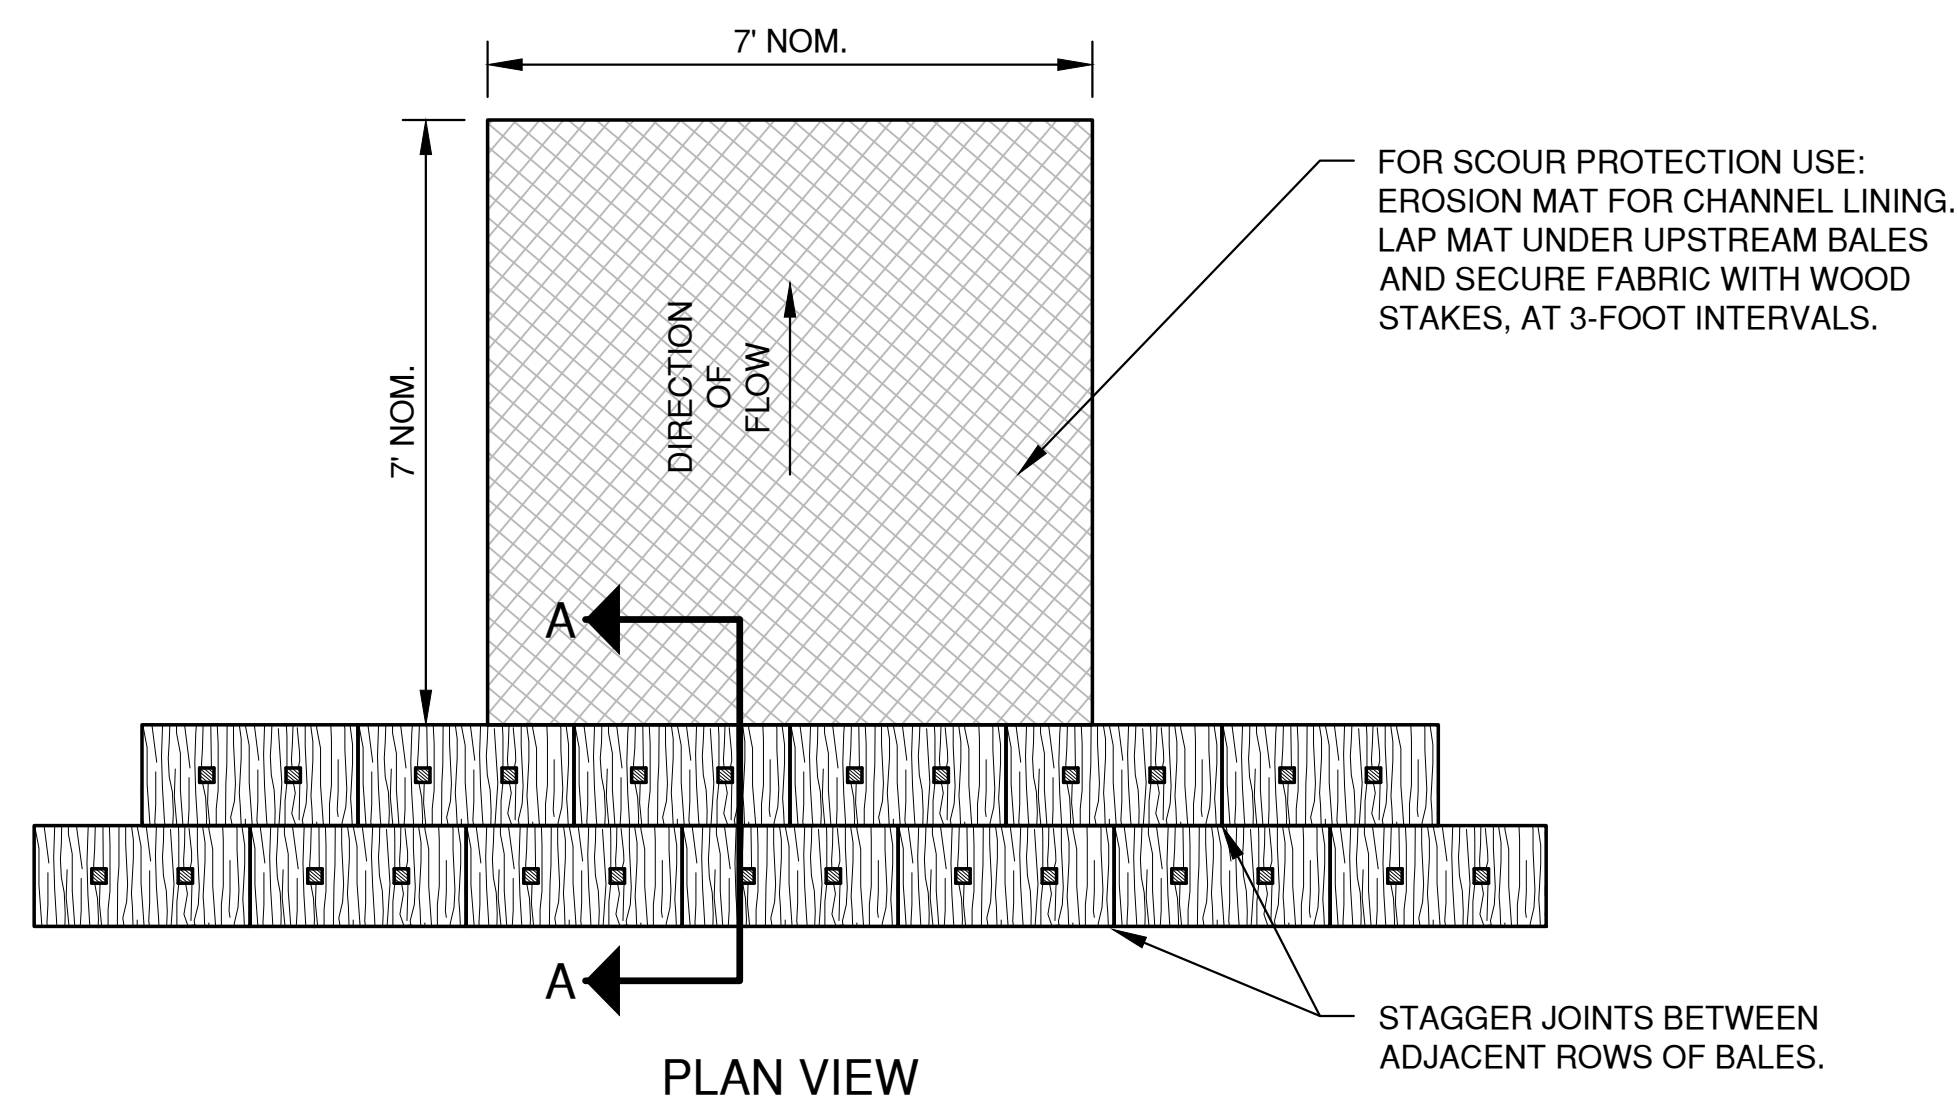 7' NOM.
FOR SCOUR PROTECTION USE:
EROSION MAT FOR CHANNEL LINING.
LAP MAT UNDER UPSTREAM BALES
AND SECURE FABRIC WITH WOOD
STAKES, AT 3-FOOT INTERVALS.
7' NOM.
DIRECTION
OF
FLOW
A
A
STAGGER JOINTS BETWEEN
ADJACENT ROWS OF BALES.
PLAN VIEW